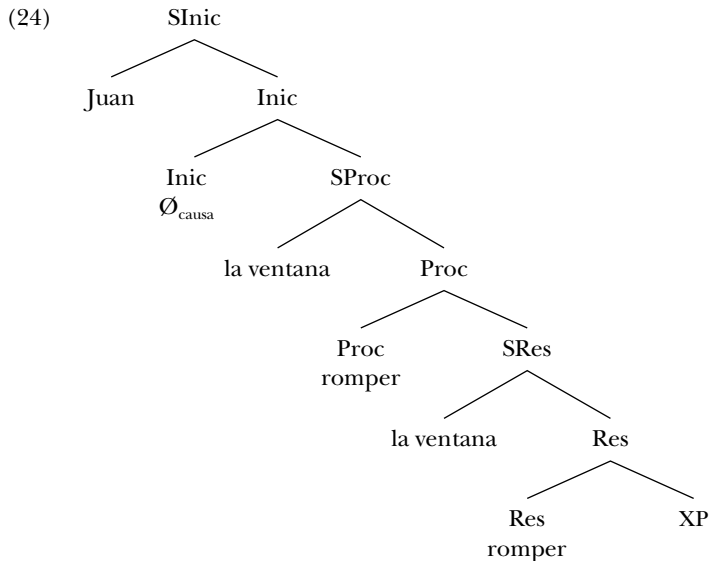 (24) SInic
Juan Inic
Inic SProc
Ø causa
la ventana Proc
Proc SRes
romper
la ventana Res
Res XP
romper